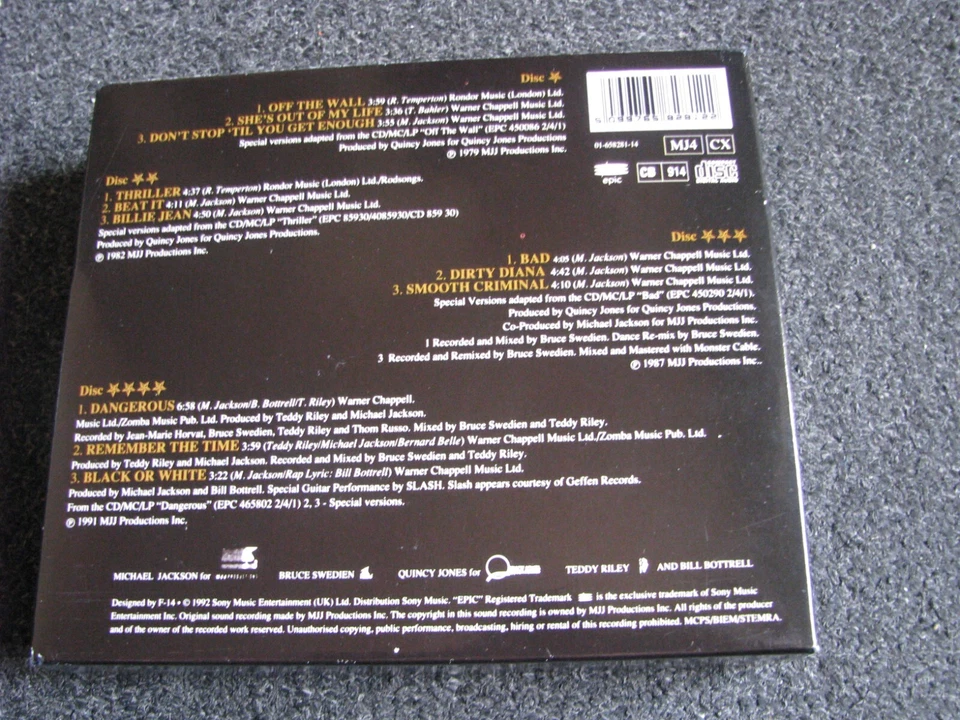 Disc ★
1. OFF THE WALL 3:59 (R. Temperton) Rondor Music (London) Ltd.
2. SHE'S OUT OF MY LIFE 3:36 (T. Bahler) Warner Chappell Music Ltd.
3. DON'T STOP 'TIL YOU GET ENOUGH 3:55 (M. Jackson) Warner Chappell Music Ltd.
Special versions adapted from the CD/MC/LP "Off The Wall" (EPC 450086 2/4/1)
Produced by Quincy Jones for Quincy Jones Productions
℗ 1979 MJJ Productions Inc.
01-658281-14
MJ4 CX
epic
CB 914
DISC
Disc ★★
1. THRILLER 4:37 (R. Temperton) Rondor Music (London) Ltd./Rodsongs.
2. BEAT IT 4:11 (M. Jackson) Warner Chappell Music Ltd.
3. BILLIE JEAN 4:50 (M. Jackson) Warner Chappell Music Ltd.
Special versions adapted from the CD/MC/LP "Thriller" (EPC 85930/4085930/CD 859 30)
Produced by Quincy Jones for Quincy Jones Productions.
℗ 1982 MJJ Productions Inc.
Disc ★★★
1. BAD 4:05 (M. Jackson) Warner Chappell Music Ltd.
2. DIRTY DIANA 4:42 (M. Jackson) Warner Chappell Music Ltd.
3. SMOOTH CRIMINAL 4:10 (M. Jackson) Warner Chappell Music Ltd.
Special Versions adapted from the CD/MC/LP "Bad" (EPC 450290 2/4/1).
Produced by Quincy Jones for Quincy Jones Productions.
Co-Produced by Michael Jackson for MJJ Productions Inc.
1 Recorded and Mixed by Bruce Swedien. Dance Re-mix by Bruce Swedien.
3 Recorded and Remixed by Bruce Swedien. Mixed and Mastered with Monster Cable.
℗ 1987 MJJ Productions Inc..
Disc ★★★★
1. DANGEROUS 6:58 (M. Jackson/B. Bottrell/T. Riley) Warner Chappell.
Music Ltd./Zomba Music Pub. Ltd. Produced by Teddy Riley and Michael Jackson.
Recorded by Jean-Marie Horvat, Bruce Swedien, Teddy Riley and Thom Russo. Mixed by Bruce Swedien and Teddy Riley.
2. REMEMBER THE TIME 3:59 (Teddy Riley/Michael Jackson/Bernard Belle) Warner Chappell Music Ltd./Zomba Music Pub. Ltd.
Produced by Teddy Riley and Michael Jackson. Recorded and Mixed by Bruce Swedien and Teddy Riley.
3. BLACK OR WHITE 3:22 (M. Jackson/Rap Lyric: Bill Bottrell) Warner Chappell Music Ltd.
Produced by Michael Jackson and Bill Bottrell. Special Guitar Performance by SLASH. Slash appears courtesy of Geffen Records.
From the CD/MC/LP "Dangerous" (EPC 465802 2/4/1) 2, 3 - Special versions.
℗ 1991 MJJ Productions Inc.
MICHAEL JACKSON for BRUCE SWEDIEN QUINCY JONES for TEDDY RILEY AND BILL BOTTRELL
Designed by F-14 • © 1992 Sony Music Entertainment (UK) Ltd. Distribution Sony Music. "EPIC" Registered Trademark is the exclusive trademark of Sony Music
Entertainment Inc. Original sound recording made by MJJ Productions Inc. The copyright in this sound recording is owned by MJJ Productions Inc. All rights of the producer
and of the owner of the recorded work reserved. Unauthorised copying, public performance, broadcasting, hiring or rental of this recording prohibited. MCPS/BIEM/STEMRA.